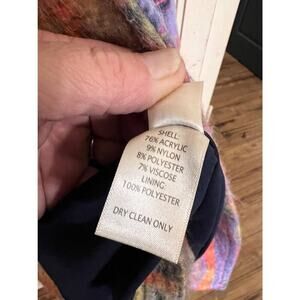 SHELL:
76% ACRYLIC
9% NYLON
8% POLYESTER
7% VISCOSE
LINING:
100% POLYESTER
DRY CLEAN ONLY